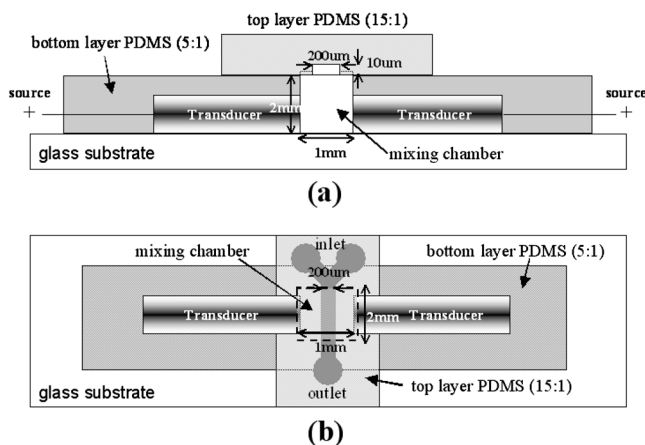 top layer PDMS (15:1)
bottom layer PDMS (5:1)
200um
10um
source
source
+
+
2mm
Transducer
Transducer
glass substrate
1mm
mixing chamber
(a)
mixing chamber
inlet
bottom layer PDMS (5:1)
200um
Transducer
2mm
Transducer
1mm
glass substrate
outlet
top layer PDMS (15:1)
(b)